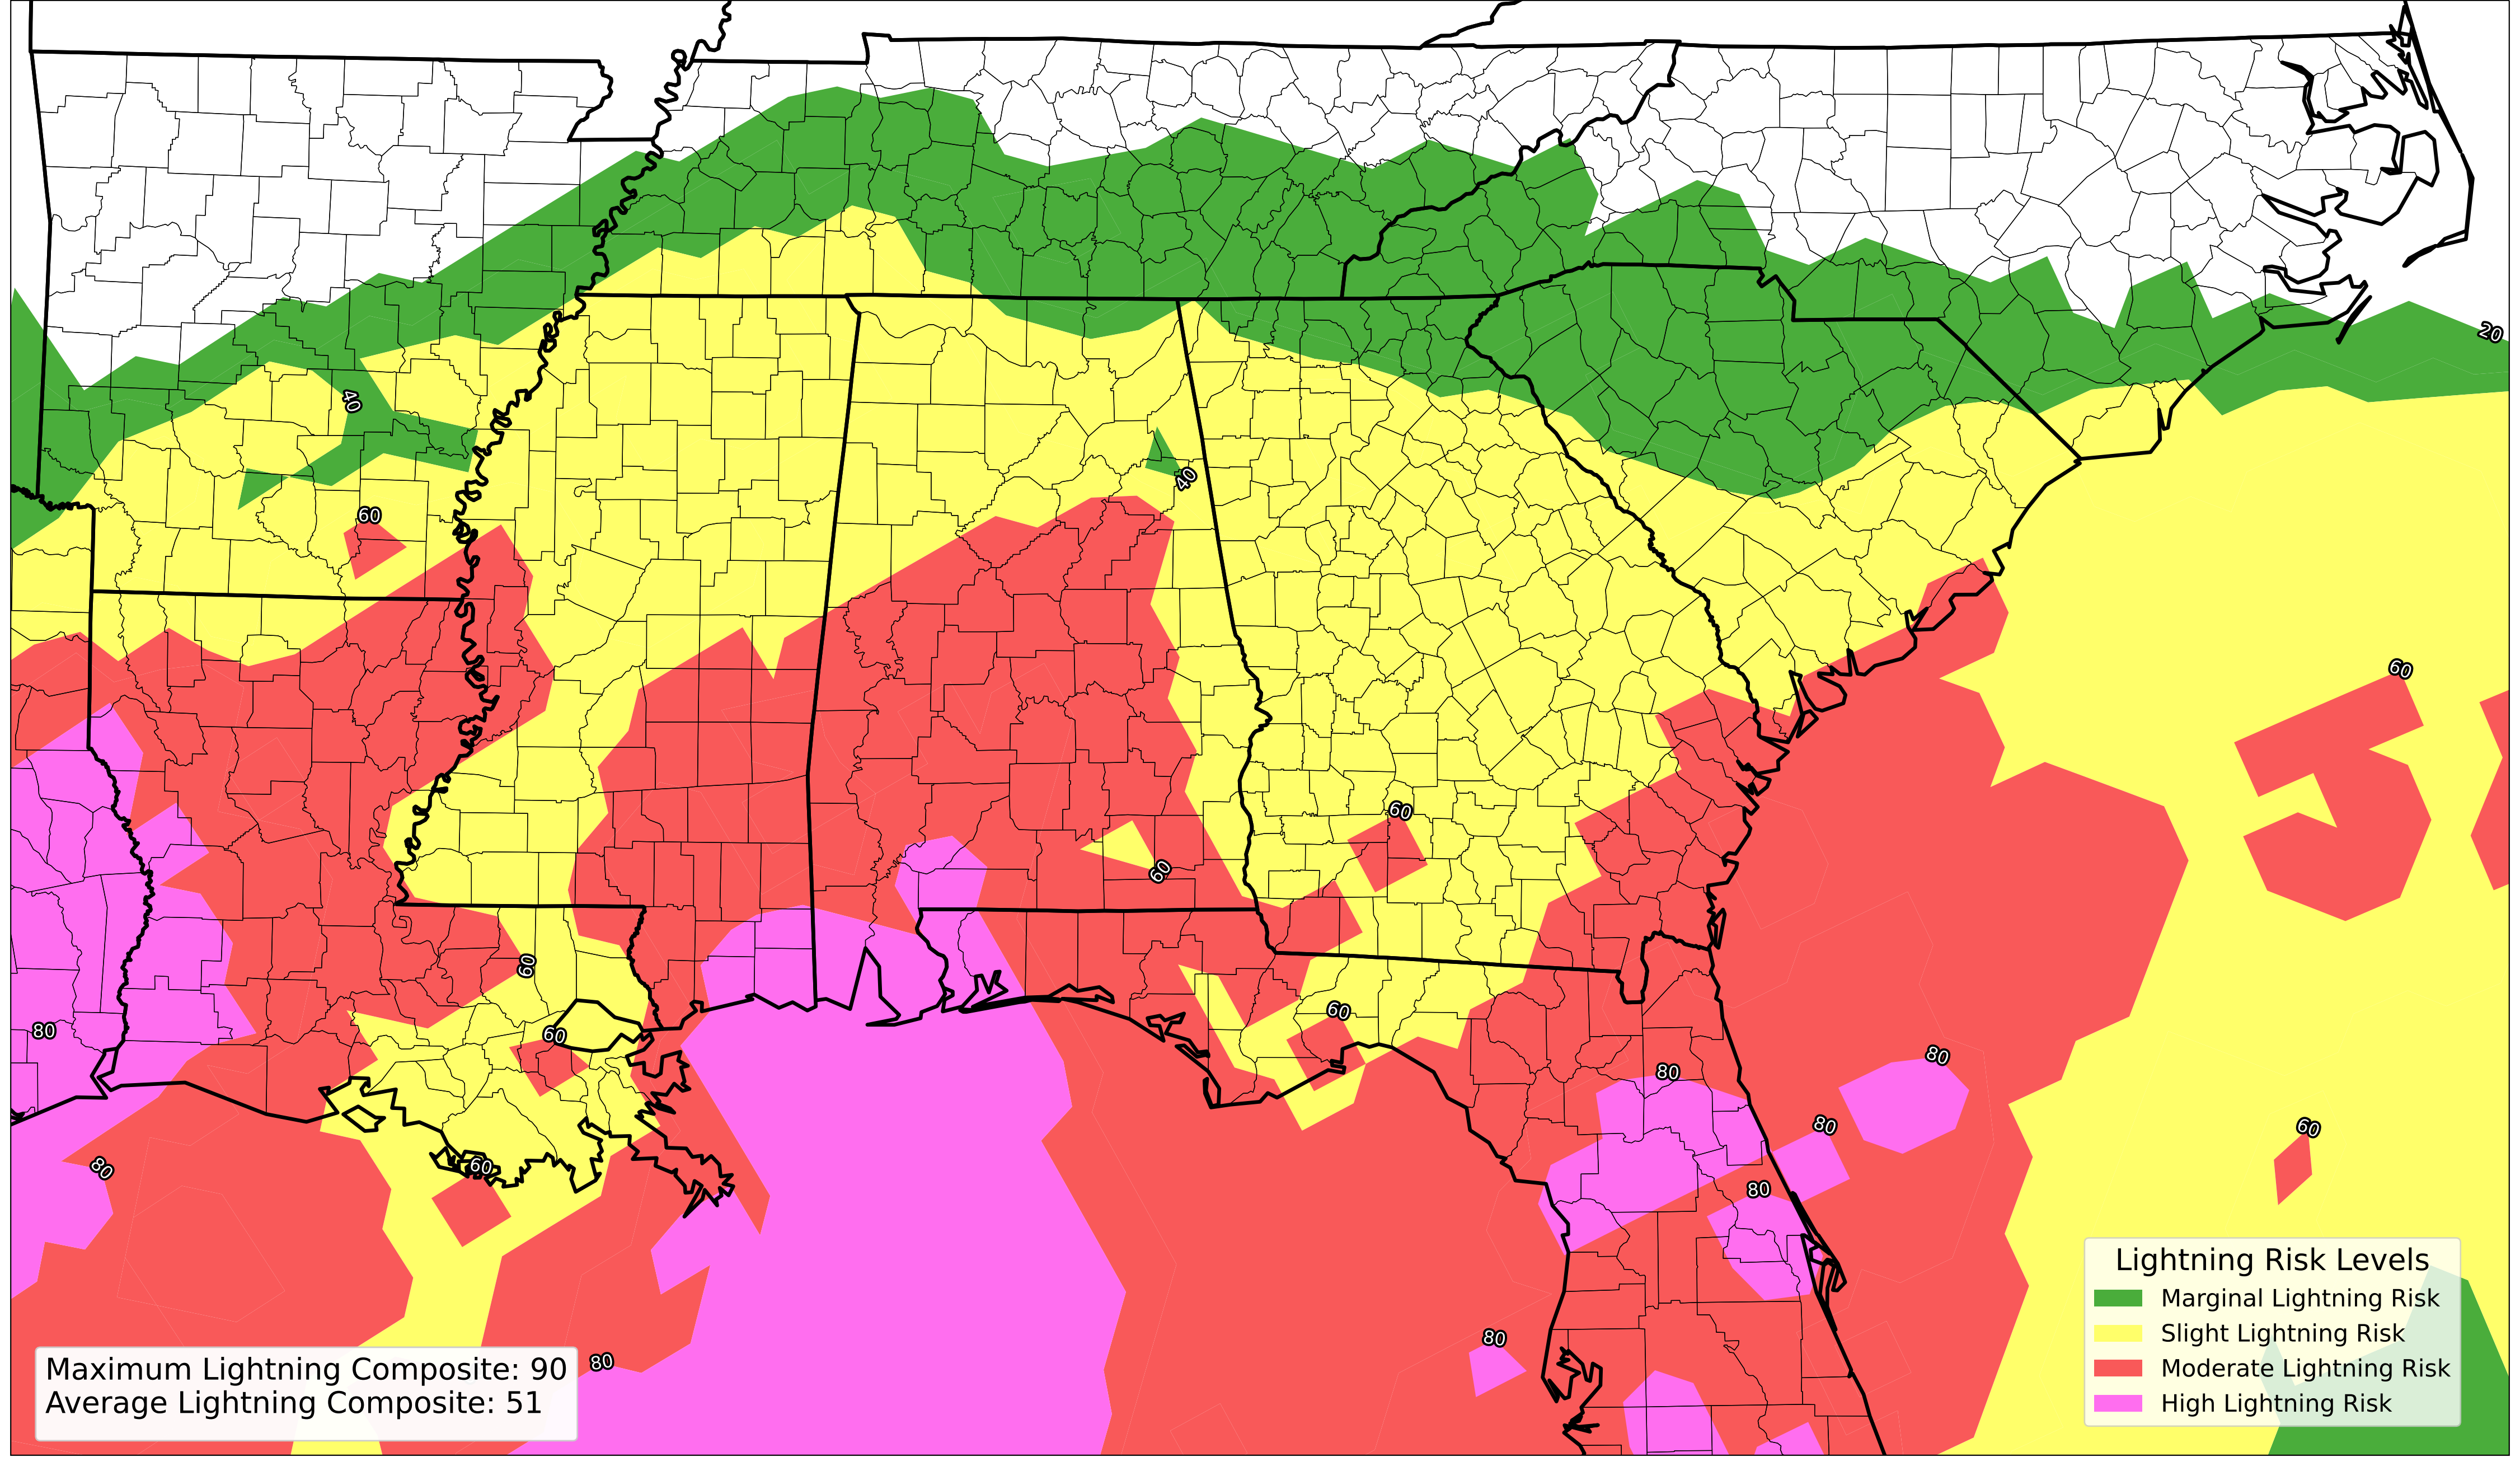 20
40
40
60
60
60
60
60
60
60
80
80
80
80
60
80
60
80
80
80
Lightning Risk Levels
Marginal Lightning Risk
Slight Lightning Risk
Moderate Lightning Risk
High Lightning Risk
Maximum Lightning Composite: 90
Average Lightning Composite: 51